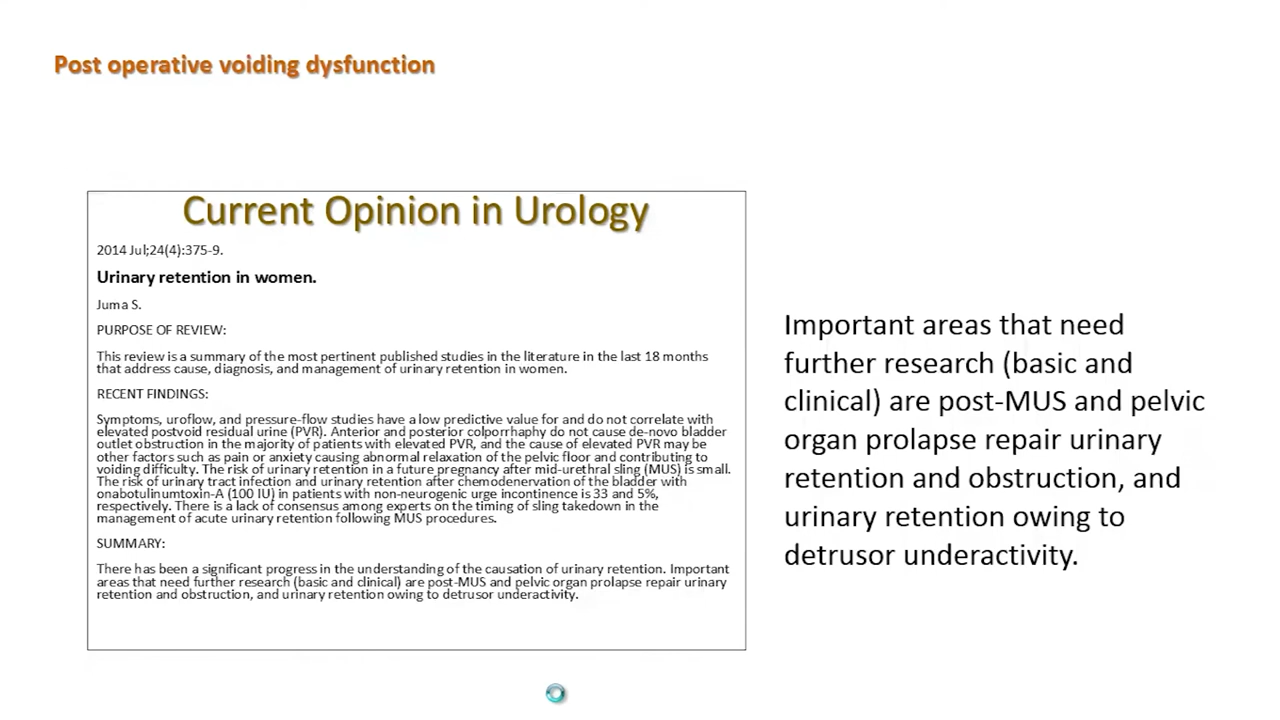 Post operative voiding dysfunction
Current Opinion in Urology
2014 Jul;24(4):375-9.
Urinary retention in women.
Juma S.
PURPOSE OF REVIEW:
This review is a summary of the most pertinent published studies in the literature in the last 18 months
that address cause, diagnosis, and management of urinary retention in women.
RECENT FINDINGS:
Symptoms, uroflow, and pressure-flow studies have a low predictive value for and do not correlate with
elevated postvoid residual urine (PVR). Anterior and posterior colporrhaphy do not cause de-novo bladder
outlet obstruction in the majority of patients with elevated PVR, and the cause of elevated PVR may be
other factors such as pain or anxiety causing abnormal relaxation of the pelvic floor and contributing to
voiding difficulty. The risk of urinary retention in a future pregnancy after mid-urethral sling (MUS) is small.
The risk of urinary tract infection and urinary retention after chemodenervation of the bladder with
onabotulinumtoxin-A (100 IU) in patients with non-neurogenic urge incontinence is 33 and 5%,
respectively. There is a lack of consensus among experts on the timing of sling takedown in the
management of acute urinary retention following MUS procedures.
SUMMARY:
There has been a significant progress in the understanding of the causation of urinary retention. Important
areas that need further research (basic and clinical) are post-MUS and pelvic organ prolapse repair urinary
retention and obstruction, and urinary retention owing to detrusor underactivity.
Important areas that need
further research (basic and
clinical) are post-MUS and pelvic
organ prolapse repair urinary
retention and obstruction, and
urinary retention owing to
detrusor underactivity.